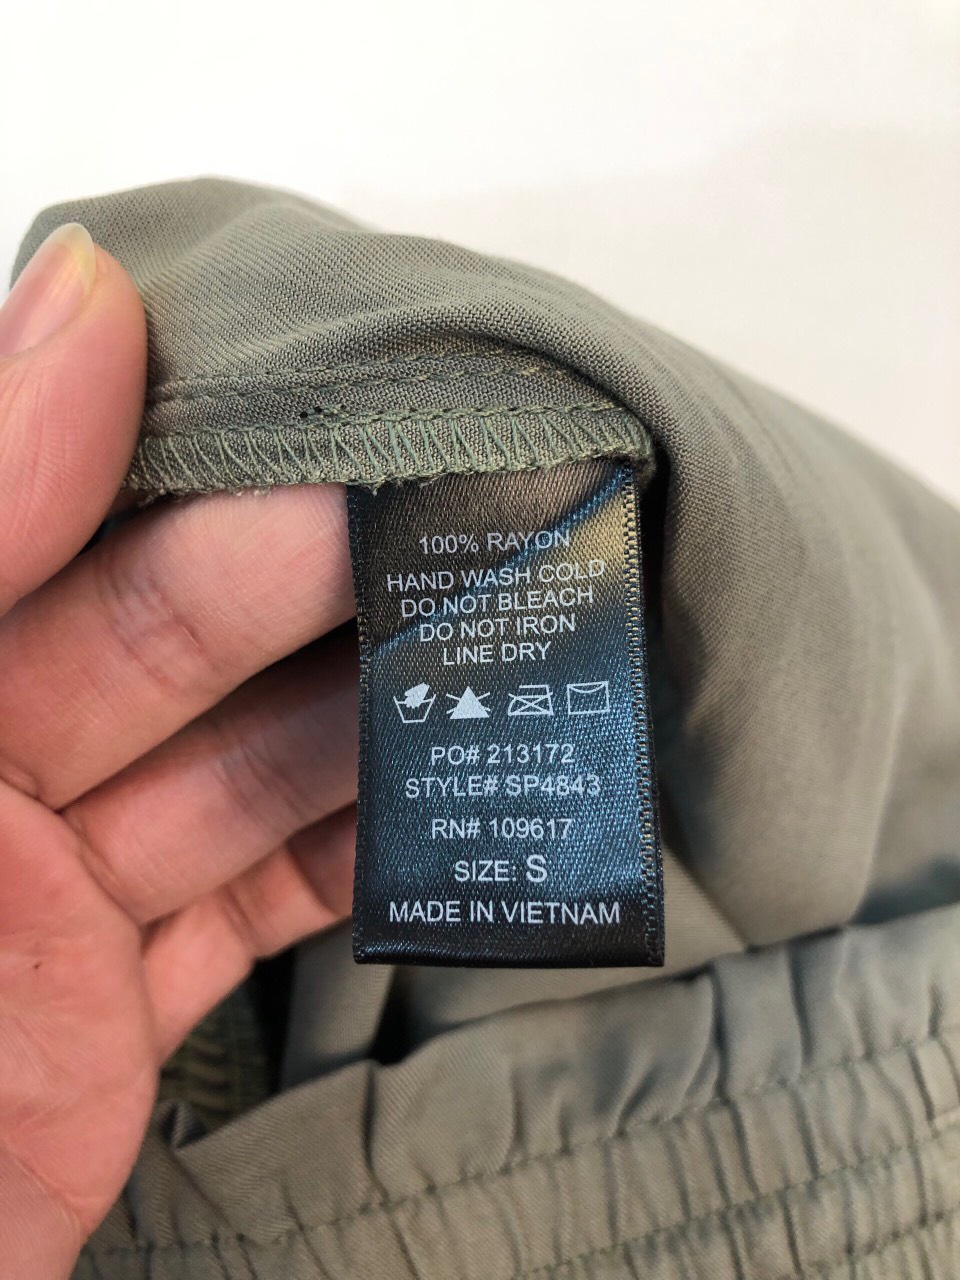 100% RAYON
HAND WASH COLD
DO NOT BLEACH
DO NOT IRON
LINE DRY
PO# 213172
STYLE# SP4843
RN# 109617
SIZE: S
MADE IN VIETNAM